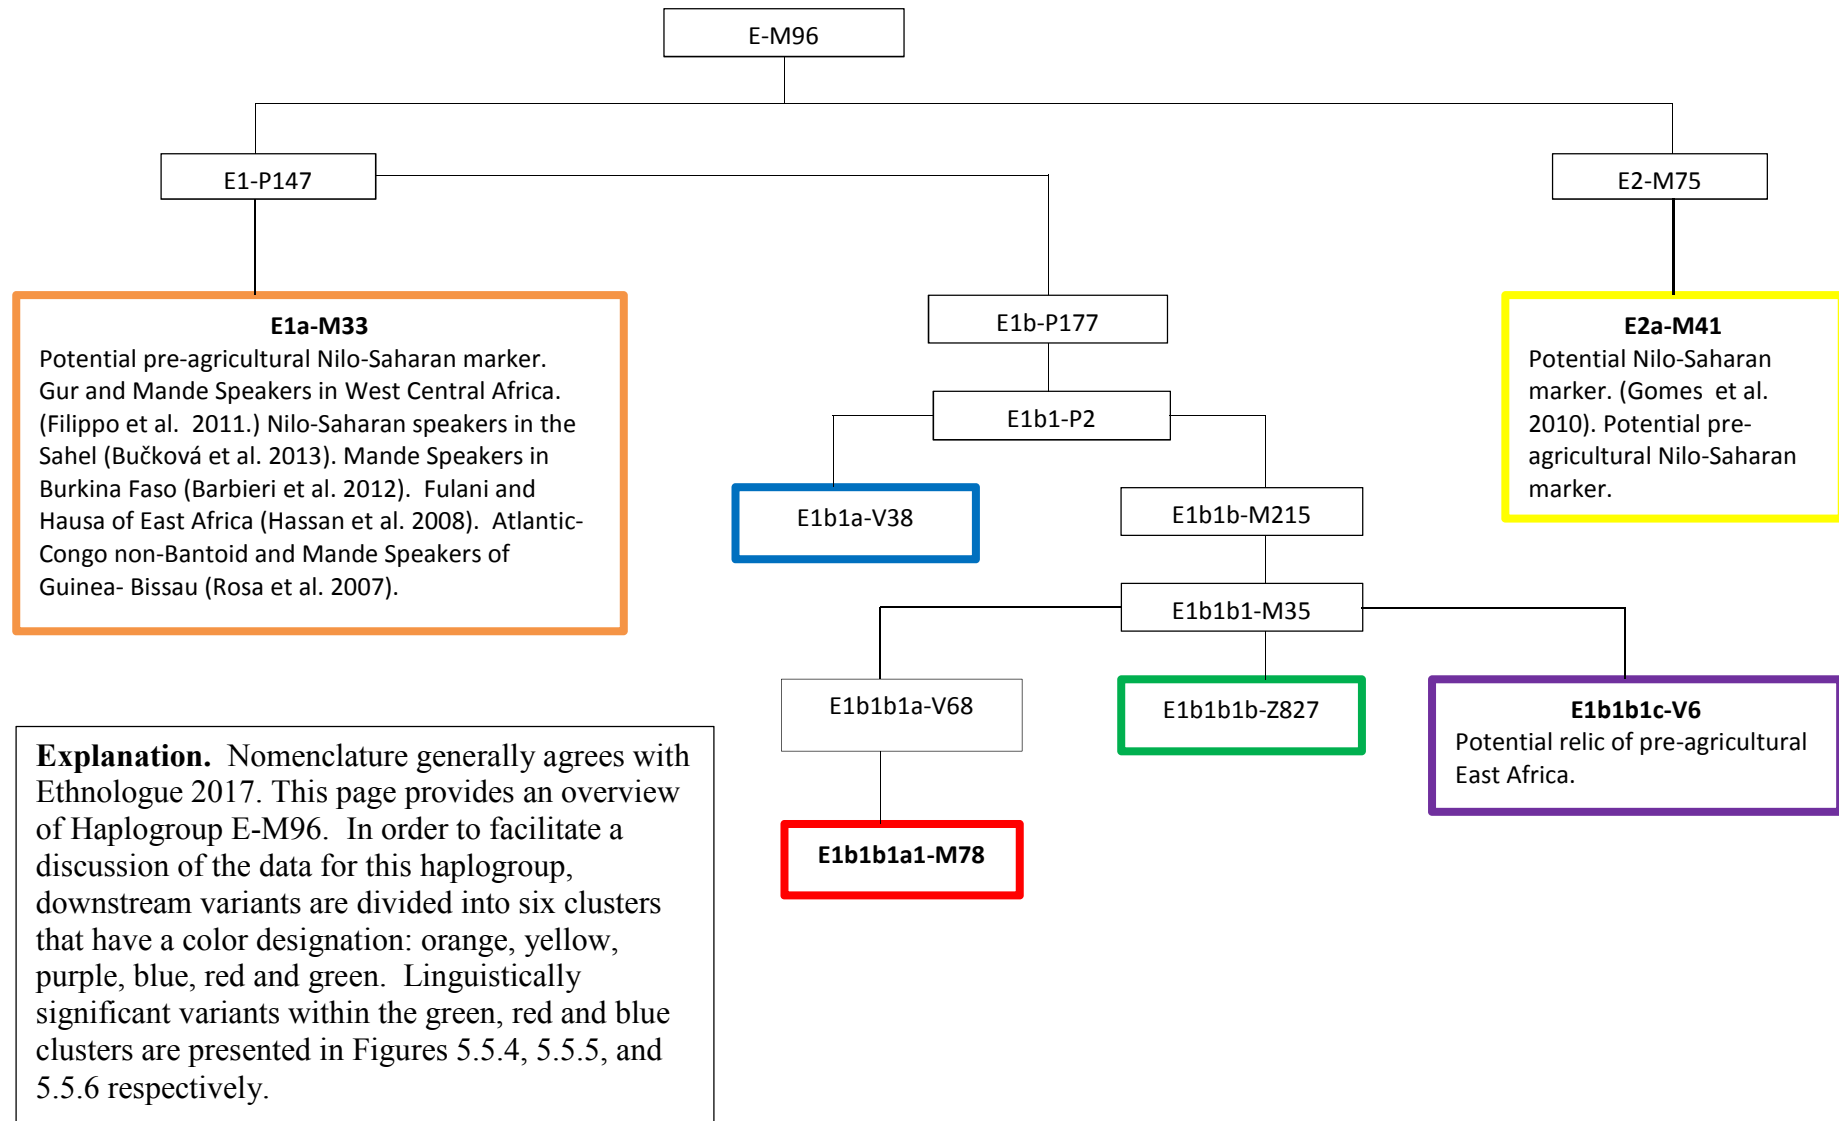 E-M96
E1-P147
E2-M75
E1a-M33
Potential pre-agricultural Nilo-Saharan marker.
Gur and Mande Speakers in West Central Africa.
(Filippo et al. 2011.) Nilo-Saharan speakers in the
Sahel (Bučková et al. 2013). Mande Speakers in
Burkina Faso (Barbieri et al. 2012). Fulani and
Hausa of East Africa (Hassan et al. 2008). Atlantic-
Congo non-Bantoid and Mande Speakers of
Guinea- Bissau (Rosa et al. 2007).
E1b-P177
E2a-M41
Potential Nilo-Saharan
marker. (Gomes et al.
2010). Potential pre-
agricultural Nilo-Saharan
marker.
E1b1-P2
E1b1a-V38
E1b1b-M215
E1b1b1-M35
E1b1b1a-V68
E1b1b1b-Z827
E1b1b1c-V6
Potential relic of pre-agricultural
East Africa.
E1b1b1a1-M78
Explanation. Nomenclature generally agrees with
Ethnologue 2017. This page provides an overview
of Haplogroup E-M96. In order to facilitate a
discussion of the data for this haplogroup,
downstream variants are divided into six clusters
that have a color designation: orange, yellow,
purple, blue, red and green. Linguistically
significant variants within the green, red and blue
clusters are presented in Figures 5.5.4, 5.5.5, and
5.5.6 respectively.